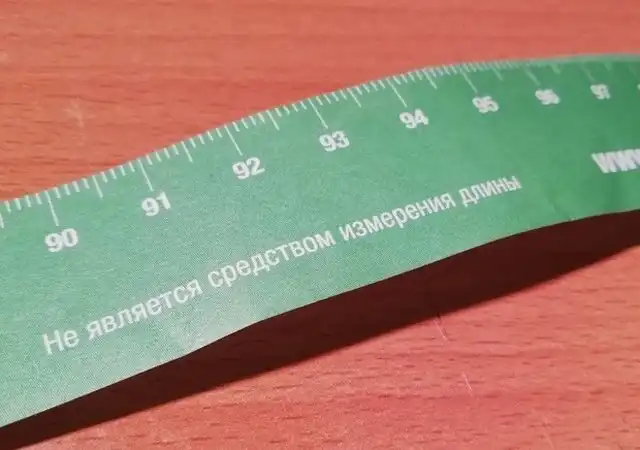 90 91 92 93 94 95 96 97
Не является средством измерения длины